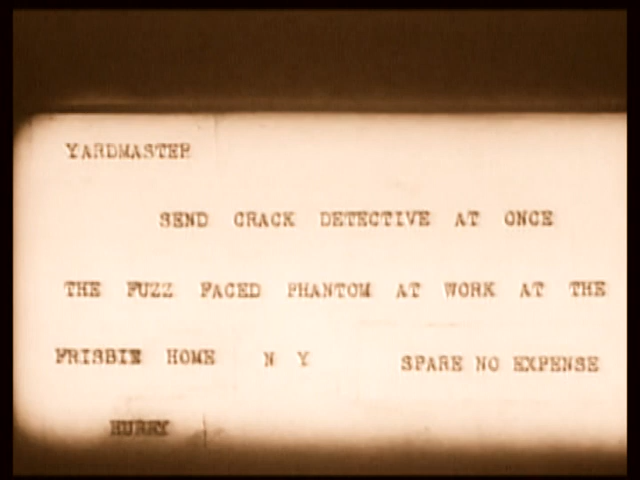 YARDMASTER
SEND CRACK DETECTIVE AT ONCE
THE FUZZ FACED PHANTOM AT WORK AT THE
FRISBIE HOME N Y SPARE NO EXPENSE
HURRY